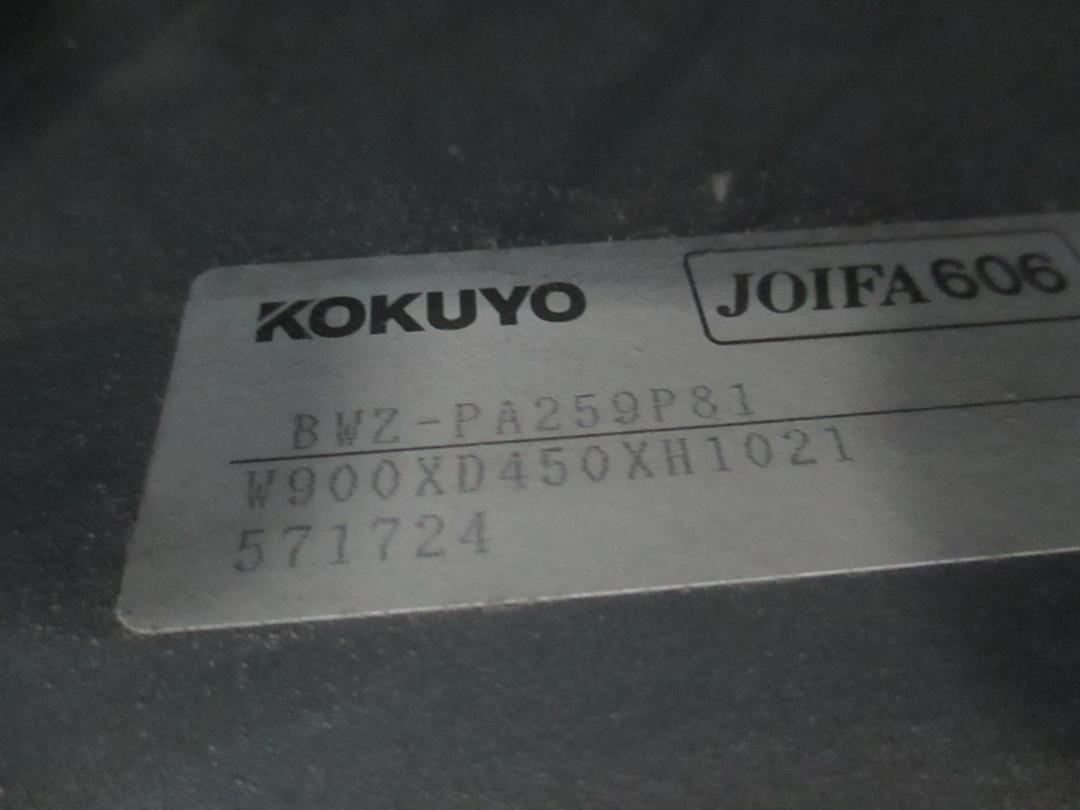 KOKUYO JOIFA606
BWZ-PA259P81
W900XD450XH1021
571724